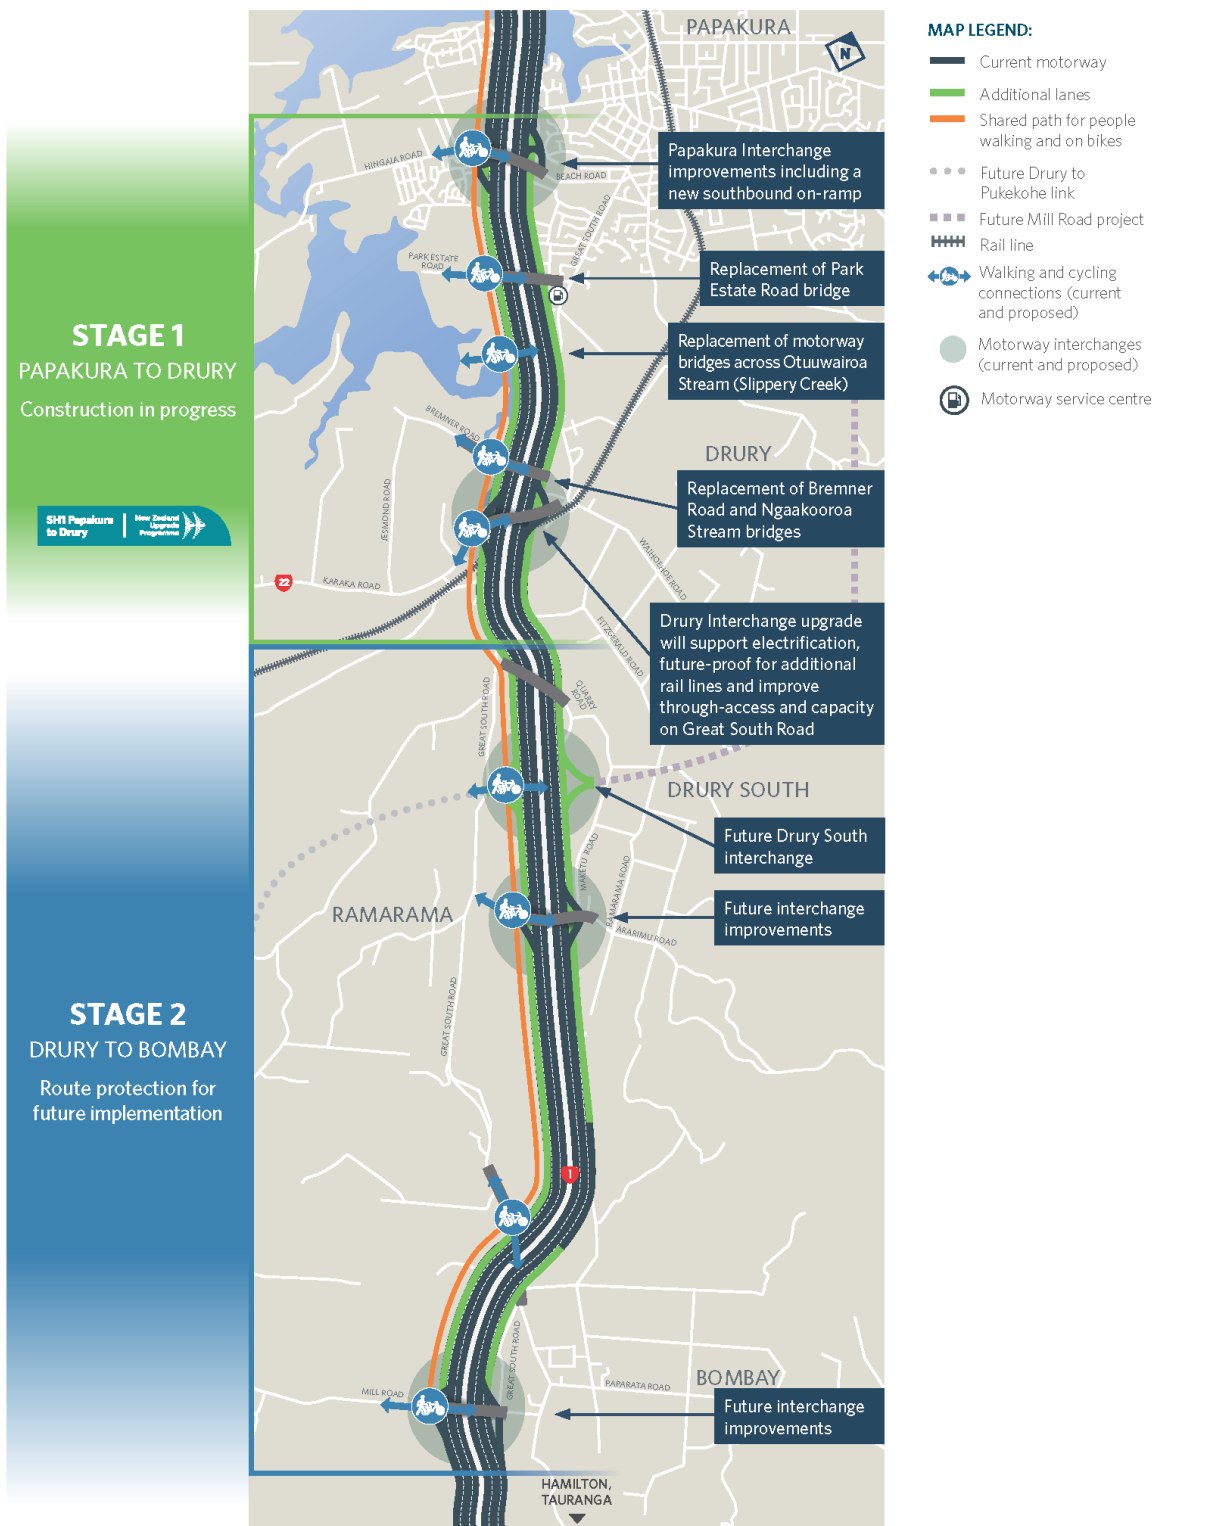 PAPAKURA
N
MAP LEGEND:
Current motorway
Additional lanes
Shared path for people
walking and on bikes
Future Drury to
Pukekohe link
Future Mill Road project
Rail line
Walking and cycling
connections (current
and proposed)
Motorway interchanges
(current and proposed)
Motorway service centre
STAGE 1
PAPAKURA TO DRURY
Construction in progress
SH1 Papakura
to Drury
New Zealand
Upgrade
Programme
HINGAIA ROAD
BEACH ROAD
GREAT SOUTH ROAD
Papakura Interchange
improvements including a
new southbound on-ramp
PARK ESTATE
ROAD
Replacement of Park
Estate Road bridge
Replacement of motorway
bridges across Otuuwairoa
Stream (Slippery Creek)
BREMNER ROAD
DRURY
Replacement of Bremner
Road and Ngaakooroa
Stream bridges
JESMOND ROAD
22
KARAKA ROAD
WAIHOEHOE ROAD
FITZGERALD ROAD
Drury Interchange upgrade
will support electrification,
future-proof for additional
rail lines and improve
through-access and capacity
on Great South Road
QUARRY
ROAD
GREAT SOUTH ROAD
DRURY SOUTH
Future Drury South
interchange
MAKETU ROAD
RAMARAMA ROAD
RAMARAMA
ARARIMU ROAD
Future interchange
improvements
STAGE 2
DRURY TO BOMBAY
Route protection for
future implementation
GREAT SOUTH ROAD
1
GREAT SOUTH ROAD
MILL ROAD
PAPARATA ROAD
BOMBAY
Future interchange
improvements
HAMILTON,
TAURANGA